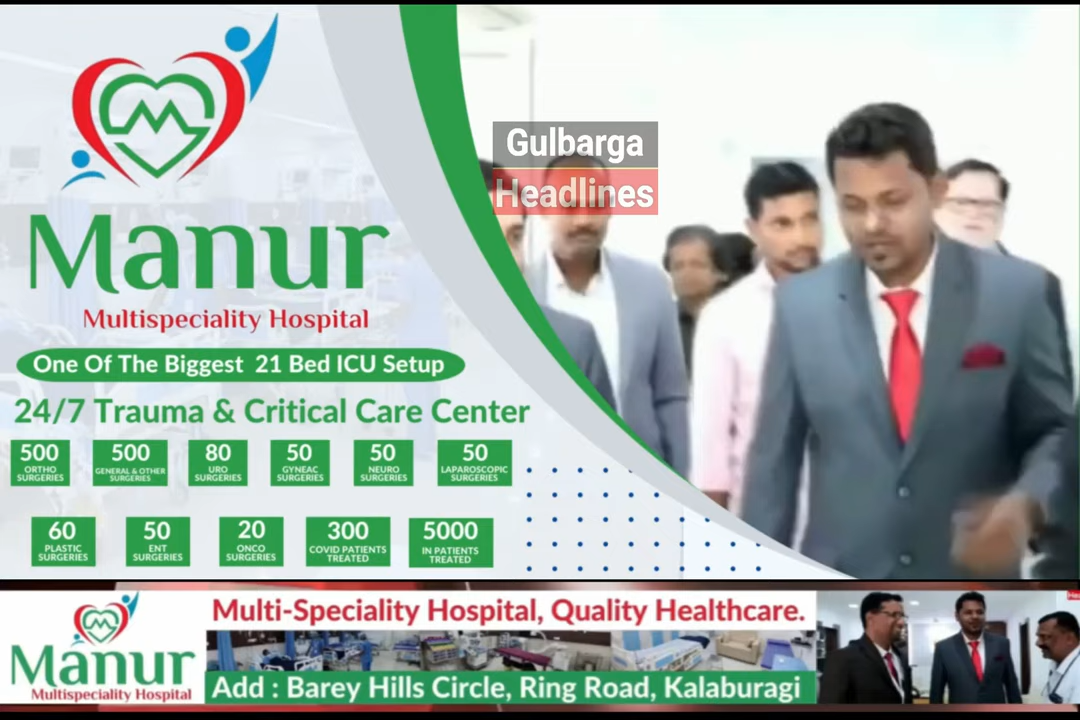 Gulbarga
Headlines
Manur
Multispeciality Hospital
One Of The Biggest 21 Bed ICU Setup
24/7 Trauma & Critical Care Center
500
ORTHO
SURGERIES
500
GENERAL & OTHER
SURGERIES
80
URO
SURGERIES
50
GYNEAC
SURGERIES
50
NEURO
SURGERIES
50
LAPAROSCOPIC
SURGERIES
60
PLASTIC
SURGERIES
50
ENT
SURGERIES
20
ONCO
SURGERIES
300
COVID PATIENTS
TREATED
5000
IN PATIENTS
TREATED
Manur
Multispeciality Hospital
Multi-Speciality Hospital, Quality Healthcare.
Add : Barey Hills Circle, Ring Road, Kalaburagi